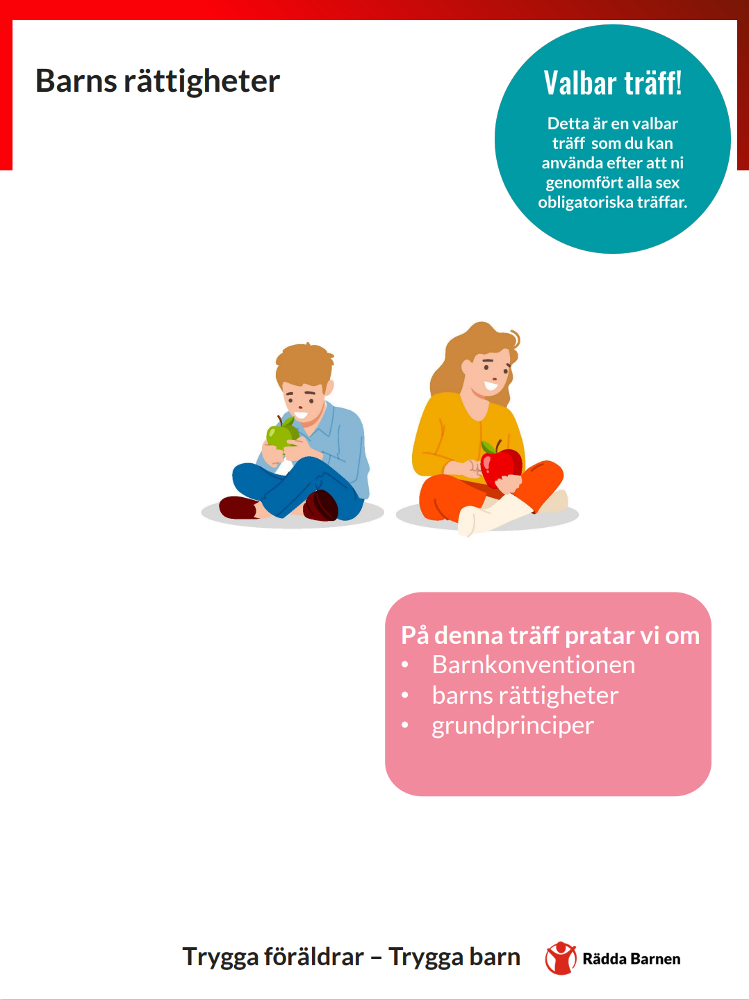 Barns rättigheter
Valbar träff!
Detta är en valbar
träff som du kan
använda efter att ni
genomfört alla sex
obligatoriska träffar.
På denna träff pratar vi om
• Barnkonventionen
• barns rättigheter
• grundprinciper
Trygga föräldrar – Trygga barn
Rädda Barnen